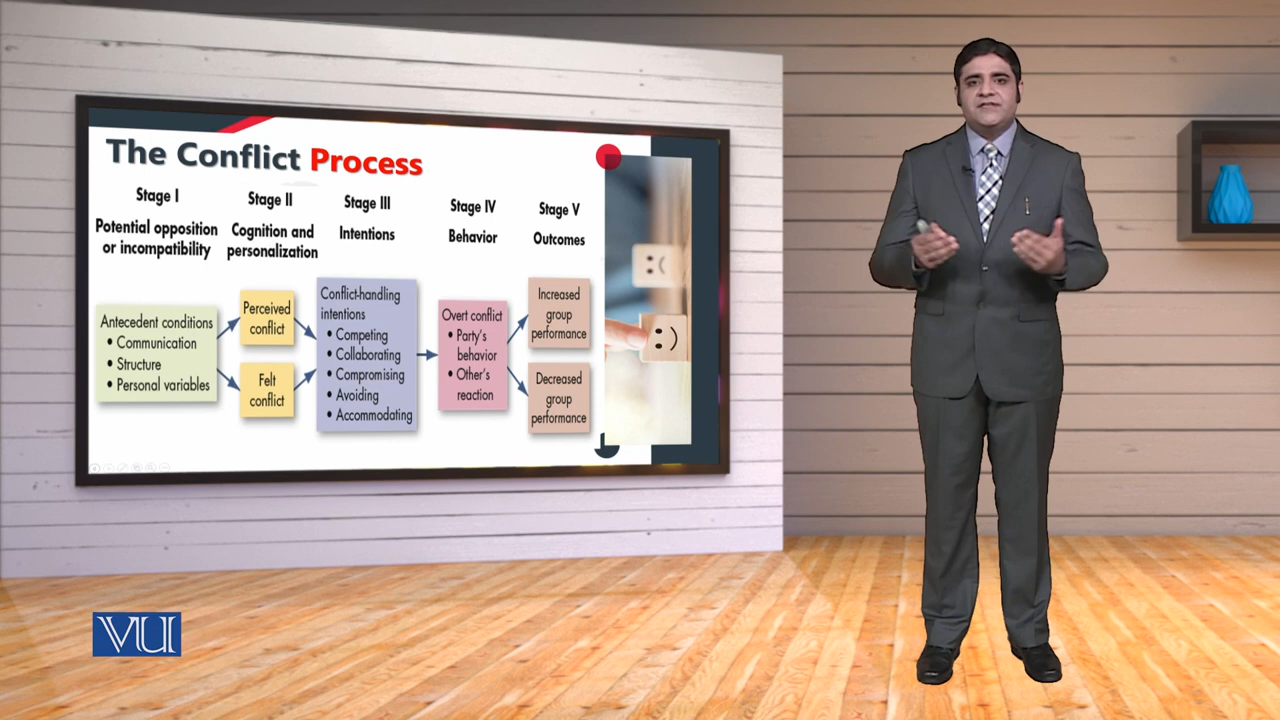 The Conflict Process
Stage I
Potential opposition
or incompatibility
Stage II
Cognition and
personalization
Stage III
Intentions
Stage IV
Behavior
Stage V
Outcomes
Antecedent conditions
• Communication
• Structure
• Personal variables
Perceived
conflict
Felt
conflict
Conflict-handling
intentions
• Competing
• Collaborating
• Compromising
• Avoiding
• Accommodating
Overt conflict
• Party's
behavior
• Other's
reaction
Increased
group
performance
Decreased
group
performance
VU